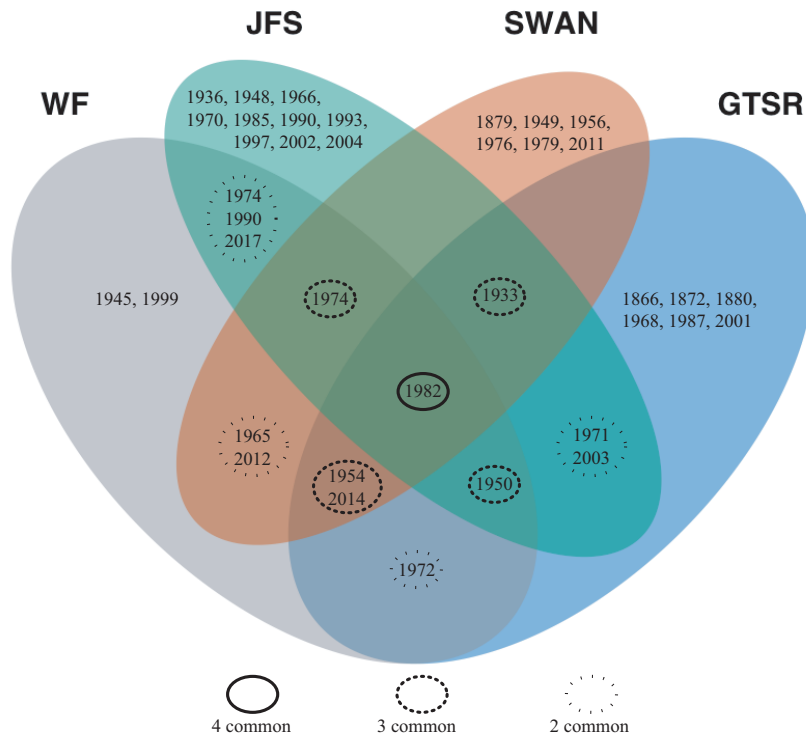 JFS
SWAN
WF
GTSR
1936, 1948, 1966,
1970, 1985, 1990, 1993,
1997, 2002, 2004
1879, 1949, 1956,
1976, 1979, 2011
1974
1990
2017
1945, 1999
1974
1933
1866, 1872, 1880,
1968, 1987, 2001
1982
1965
2012
1971
2003
1954
2014
1950
1972
4 common
3 common
2 common